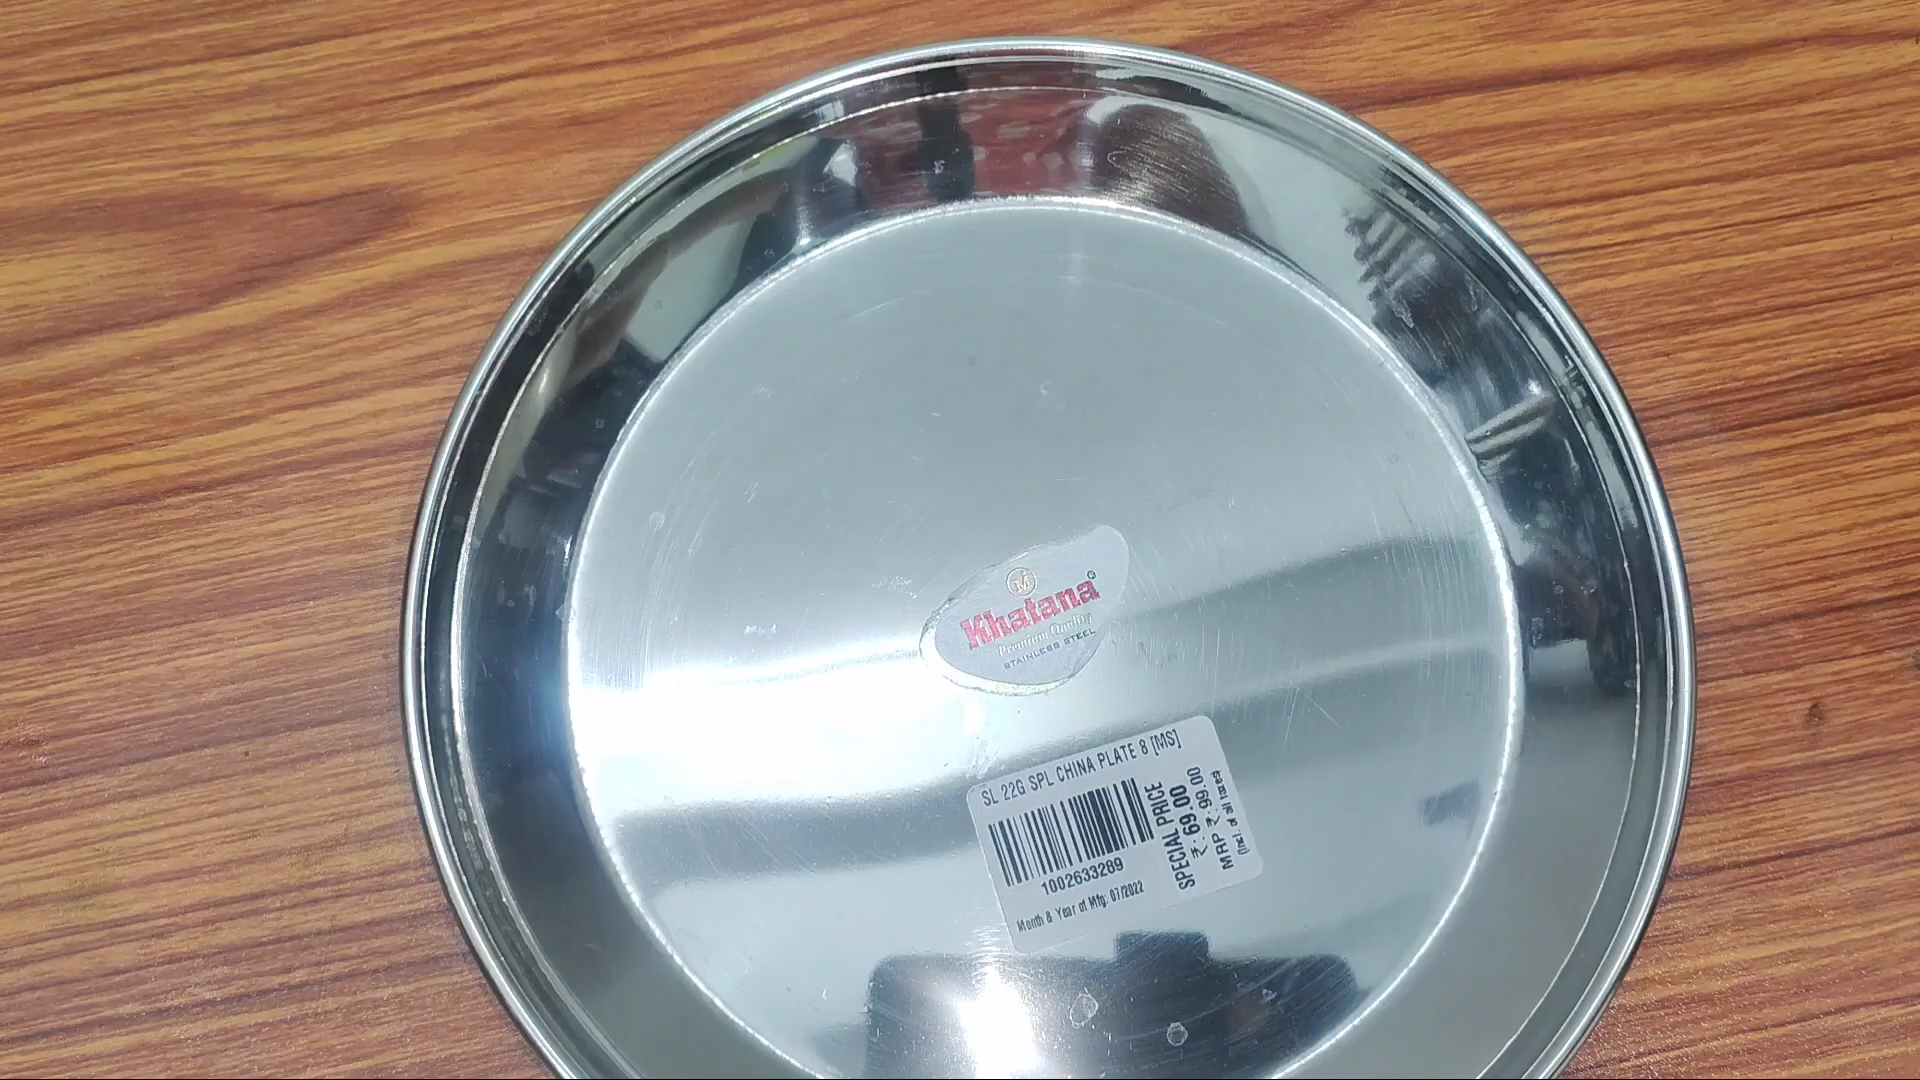 M
Khatana®
Premium Quality
STAINLESS STEEL
SL 22G SPL CHINA PLATE 8 [MS]
1002633289
Month & Year of Mfg: 07/2022
SPECIAL PRICE
₹: 69.00
MRP ₹: 99.00
(Incl. of all taxes)